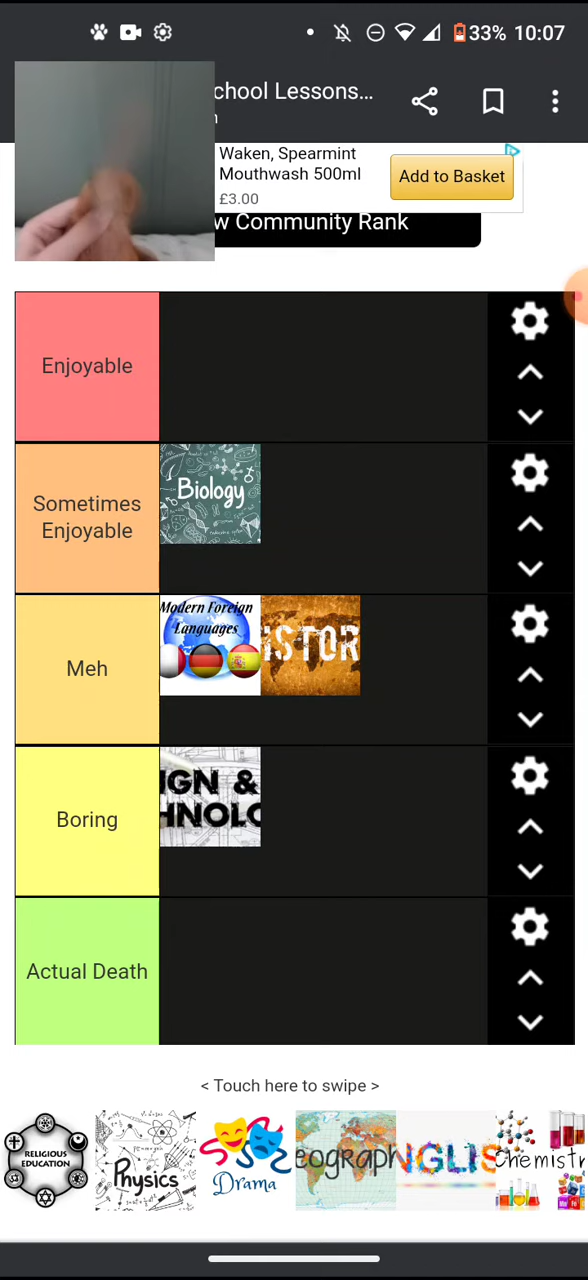 33% 10:07
chool Lessons...
n
Waken, Spearmint
Mouthwash 500ml
£3.00
Add to Basket
w Community Rank
Enjoyable
Sometimes
Enjoyable
Biology
Meh
Modern Foreign
Languages
ISTOR
Boring
IGN &
HNOLO
Actual Death
< Touch here to swipe >
RELIGIOUS
EDUCATION
Physics
Drama
eograph
NGLIS
Chemistr